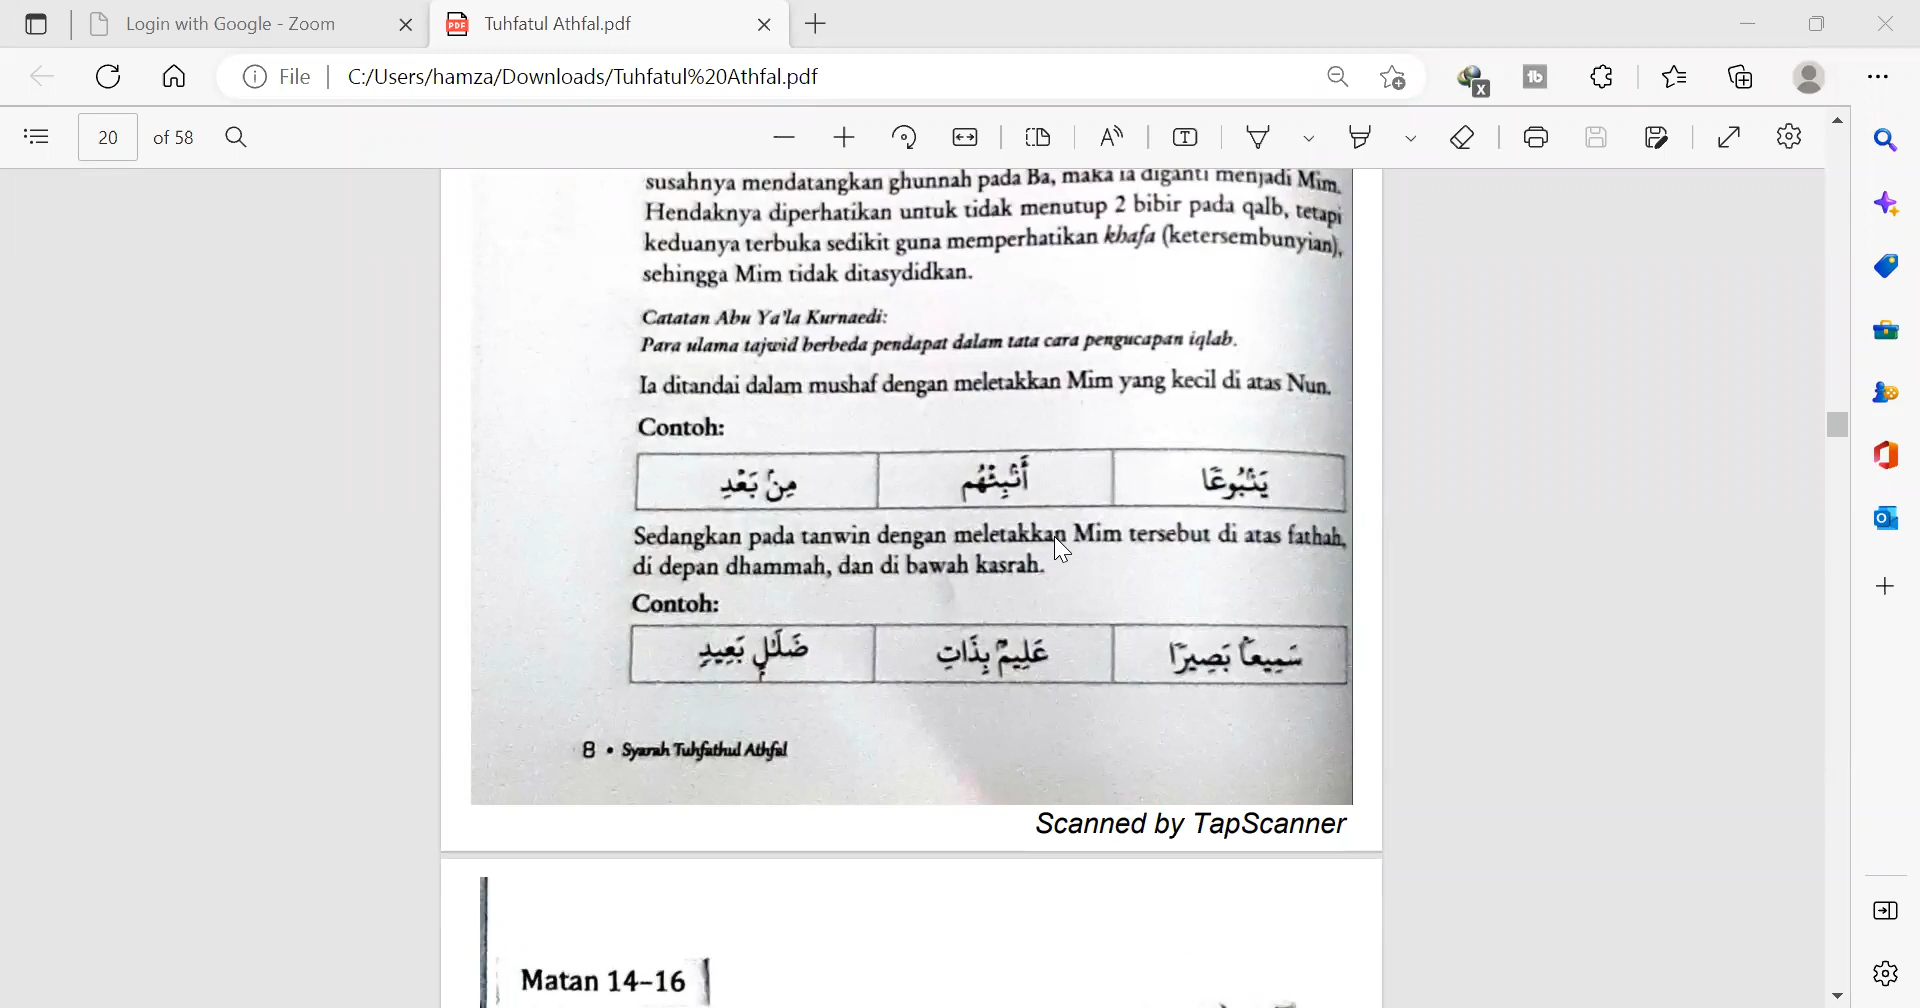 Login with Google - Zoom
Tuhfatul Athfal.pdf
File
C:/Users/hamza/Downloads/Tuhfatul%20Athfal.pdf
20 of 58
susahnya mendatangkan ghunnah pada Ba, maka ia diganti menjadi Mim.
Hendaknya diperhatikan untuk tidak menutup 2 bibir pada qalb, tetapi
keduanya terbuka sedikit guna memperhatikan khafa (ketersembunyian),
sehingga Mim tidak ditasydidkan.
Catatan Abu Ya'la Kurnaedi:
Para ulama tajwid berbeda pendapat dalam tata cara pengucapan iqlab.
Ia ditandai dalam mushaf dengan meletakkan Mim yang kecil di atas Nun.
Contoh:
يَنۢبُوعًا أَنۢبِئْهُم مِنۢ بَعْدِ
Sedangkan pada tanwin dengan meletakkan Mim tersebut di atas fathah,
di depan dhammah, dan di bawah kasrah.
Contoh:
سَمِيعَۢا بَصِيرًا عَلِيمُۢ بِذَاتِ ضَلَٰلِۭ بَعِيدٍ
8 • Syarah Tuhfathul Athfal
Scanned by TapScanner
Matan 14–16